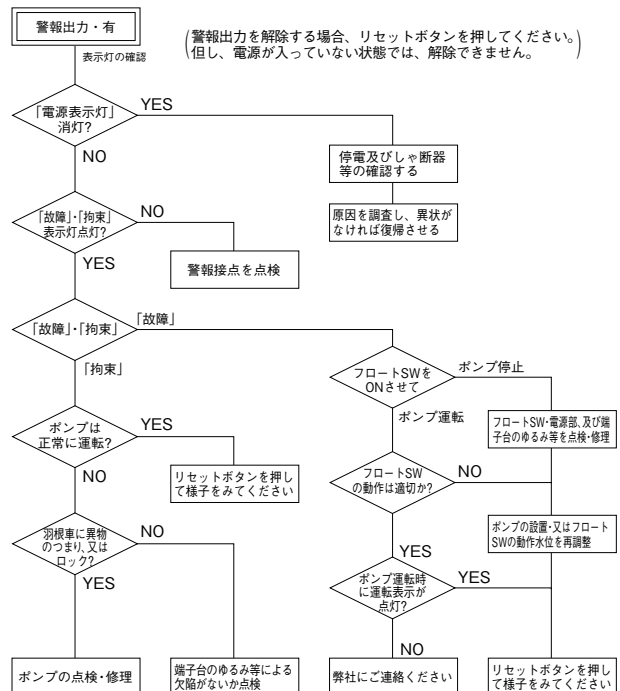 警報出力・有
(警報出力を解除する場合、リセットボタンを押してください。
但し、電源が入っていない状態では、解除できません。)
表示灯の確認
「電源表示灯」
消灯?
YES
NO
停電及びしゃ断器
等の確認する
原因を調査し、異状が
なければ復帰させる
「故障」・「拘束」
表示灯点灯?
NO
YES
警報接点を点検
「故障」・「拘束」
「故障」
「拘束」
フロートSWを
ONさせて
ポンプ停止
ポンプ運転
フロートSW・電源部、及び端
子台のゆるみ等を点検・修理
ポンプは
正常に運転?
YES
NO
リセットボタンを押し
て様子をみてください
フロートSW
の動作は適切か?
NO
YES
ポンプの設置・又はフロート
SWの動作水位を再調整
羽根車に異物
のつまり、又は
ロック?
NO
YES
ポンプ運転時
に運転表示が
点灯?
YES
NO
ポンプの点検・修理
端子台のゆるみ等による
欠陥がないか点検
弊社にご連絡ください
リセットボタンを押し
て様子をみてください